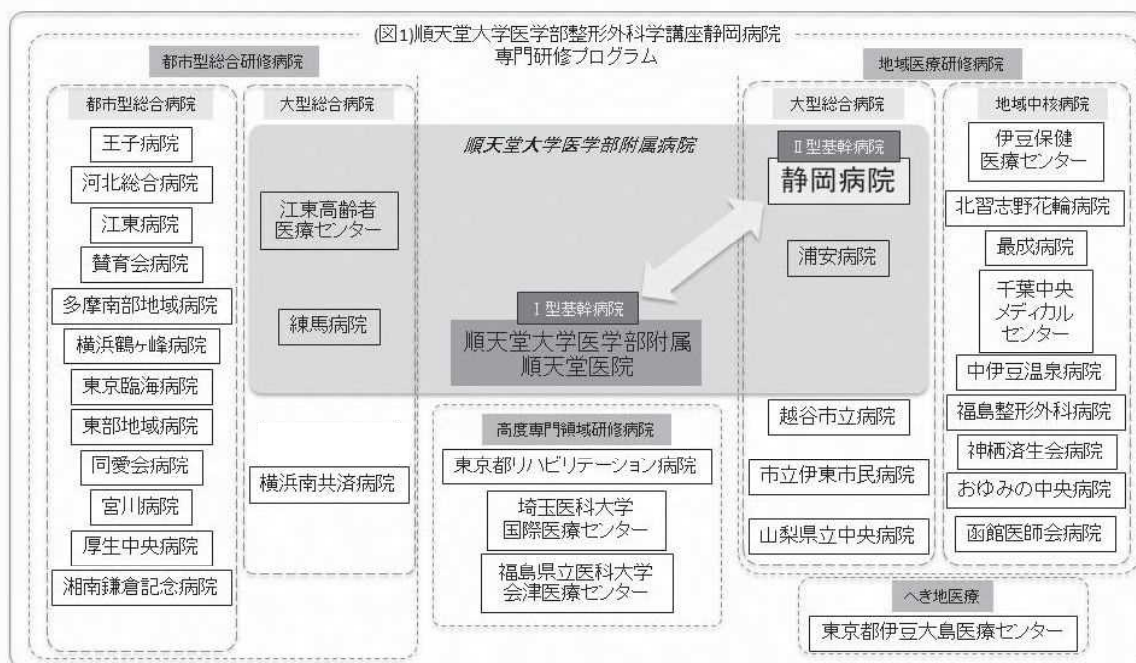 (図1)順天堂大学医学部整形外科学講座静岡病院
専門研修プログラム
都市型総合研修病院
都市型総合病院
王子病院
河北総合病院
江東病院
賛育会病院
多摩南部地域病院
横浜鶴ヶ峰病院
東京臨海病院
東部地域病院
同愛会病院
宮川病院
厚生中央病院
湘南鎌倉記念病院
大型総合病院
江東高齢者
医療センター
練馬病院
横浜南共済病院
順天堂大学医学部附属病院
Ⅰ型基幹病院
順天堂大学医学部附属
順天堂医院
高度専門領域研修病院
東京都リハビリテーション病院
埼玉医科大学
国際医療センター
福島県立医科大学
会津医療センター
地域医療研修病院
大型総合病院
Ⅱ型基幹病院
静岡病院
浦安病院
越谷市立病院
市立伊東市民病院
山梨県立中央病院
地域中核病院
伊豆保健
医療センター
北習志野花輪病院
最成病院
千葉中央
メディカル
センター
中伊豆温泉病院
福島整形外科病院
神栖済生会病院
おゆみの中央病院
函館医師会病院
へき地医療
東京都伊豆大島医療センター